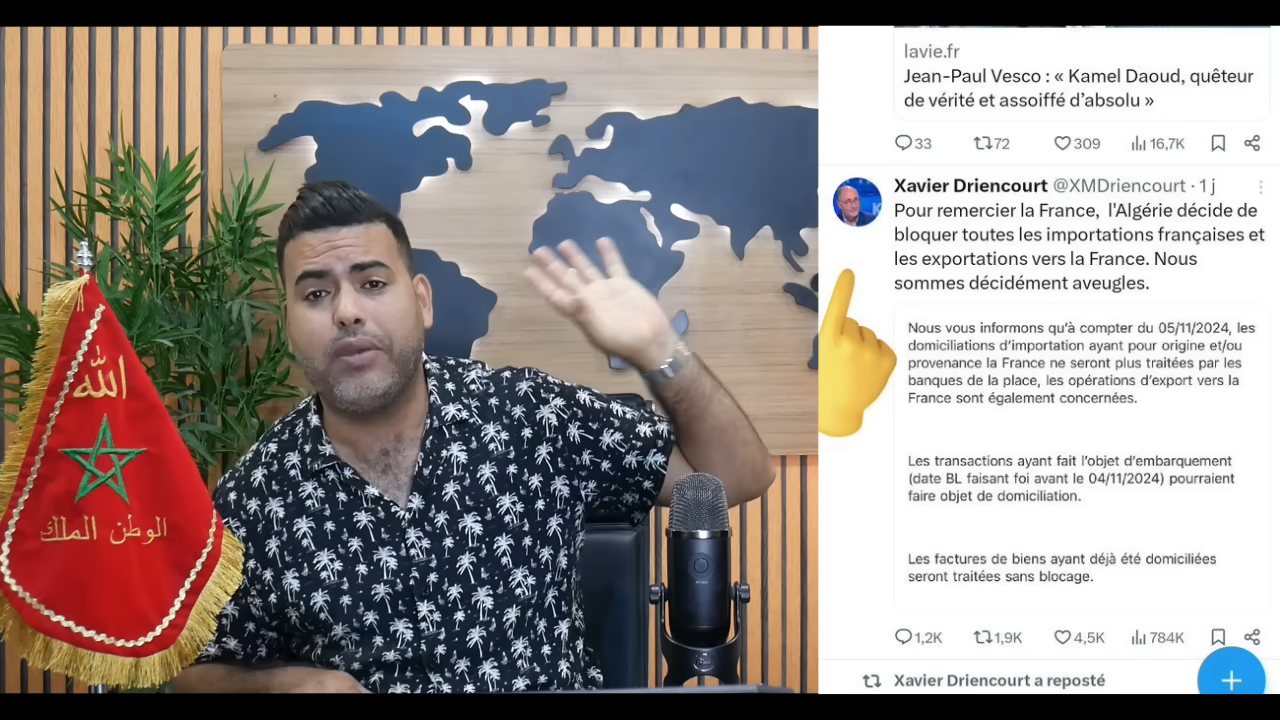 الله
الوطن الملك
lavie.fr
Jean-Paul Vesco : « Kamel Daoud, quêteur
de vérité et assoiffé d’absolu »
33 72 309 16,7K
Xavier Driencourt @XMDriencourt · 1 j
Pour remercier la France, l'Algérie décide de
bloquer toutes les importations françaises et
les exportations vers la France. Nous
sommes décidément aveugles.
Nous vous informons qu'à compter du 05/11/2024, les
domiciliations d'importation ayant pour origine et/ou
provenance la France ne seront plus traitées par les
banques de la place, les opérations d'export vers la
France sont également concernées.
Les transactions ayant fait l'objet d'embarquement
(date BL faisant foi avant le 04/11/2024) pourraient
faire objet de domiciliation.
Les factures de biens ayant déjà été domiciliées
seront traitées sans blocage.
1,2K 1,9K 4,5K 784K
Xavier Driencourt a reposté